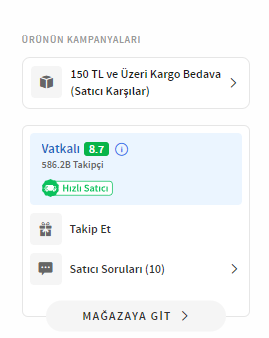 ÜRÜNÜN KAMPANYALARI
150 TL ve Üzeri Kargo Bedava
(Satıcı Karşılar)
Vatkalı 8.7
586.2B Takipçi
Hızlı Satıcı
Takip Et
Satıcı Soruları (10)
MAĞAZAYA GİT